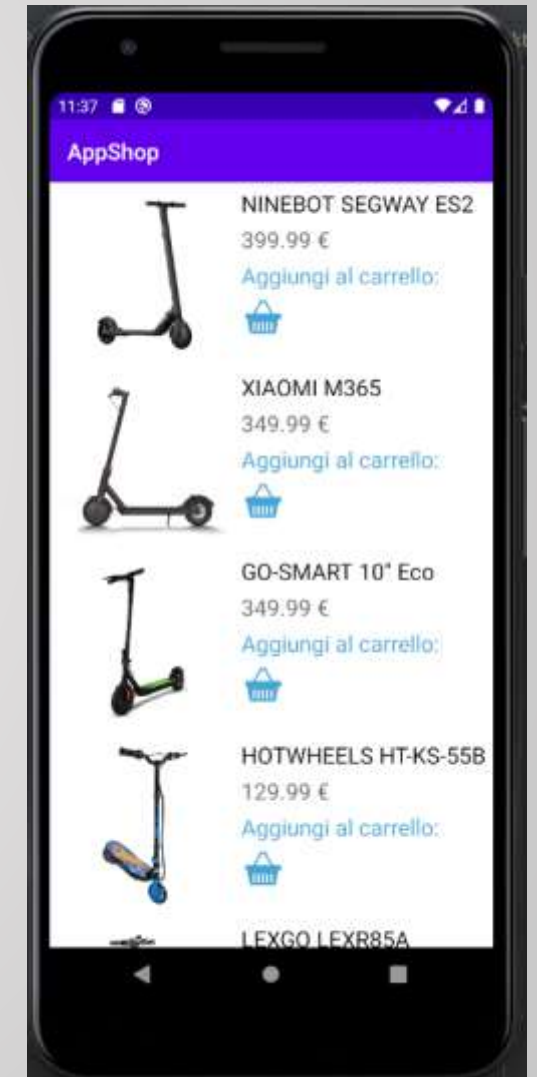 11:37
AppShop
NINEBOT SEGWAY ES2
399.99 €
Aggiungi al carrello:
XIAOMI M365
349.99 €
Aggiungi al carrello:
GO-SMART 10" Eco
349.99 €
Aggiungi al carrello:
HOTWHEELS HT-KS-55B
129.99 €
Aggiungi al carrello:
LEXGO LEXR85A